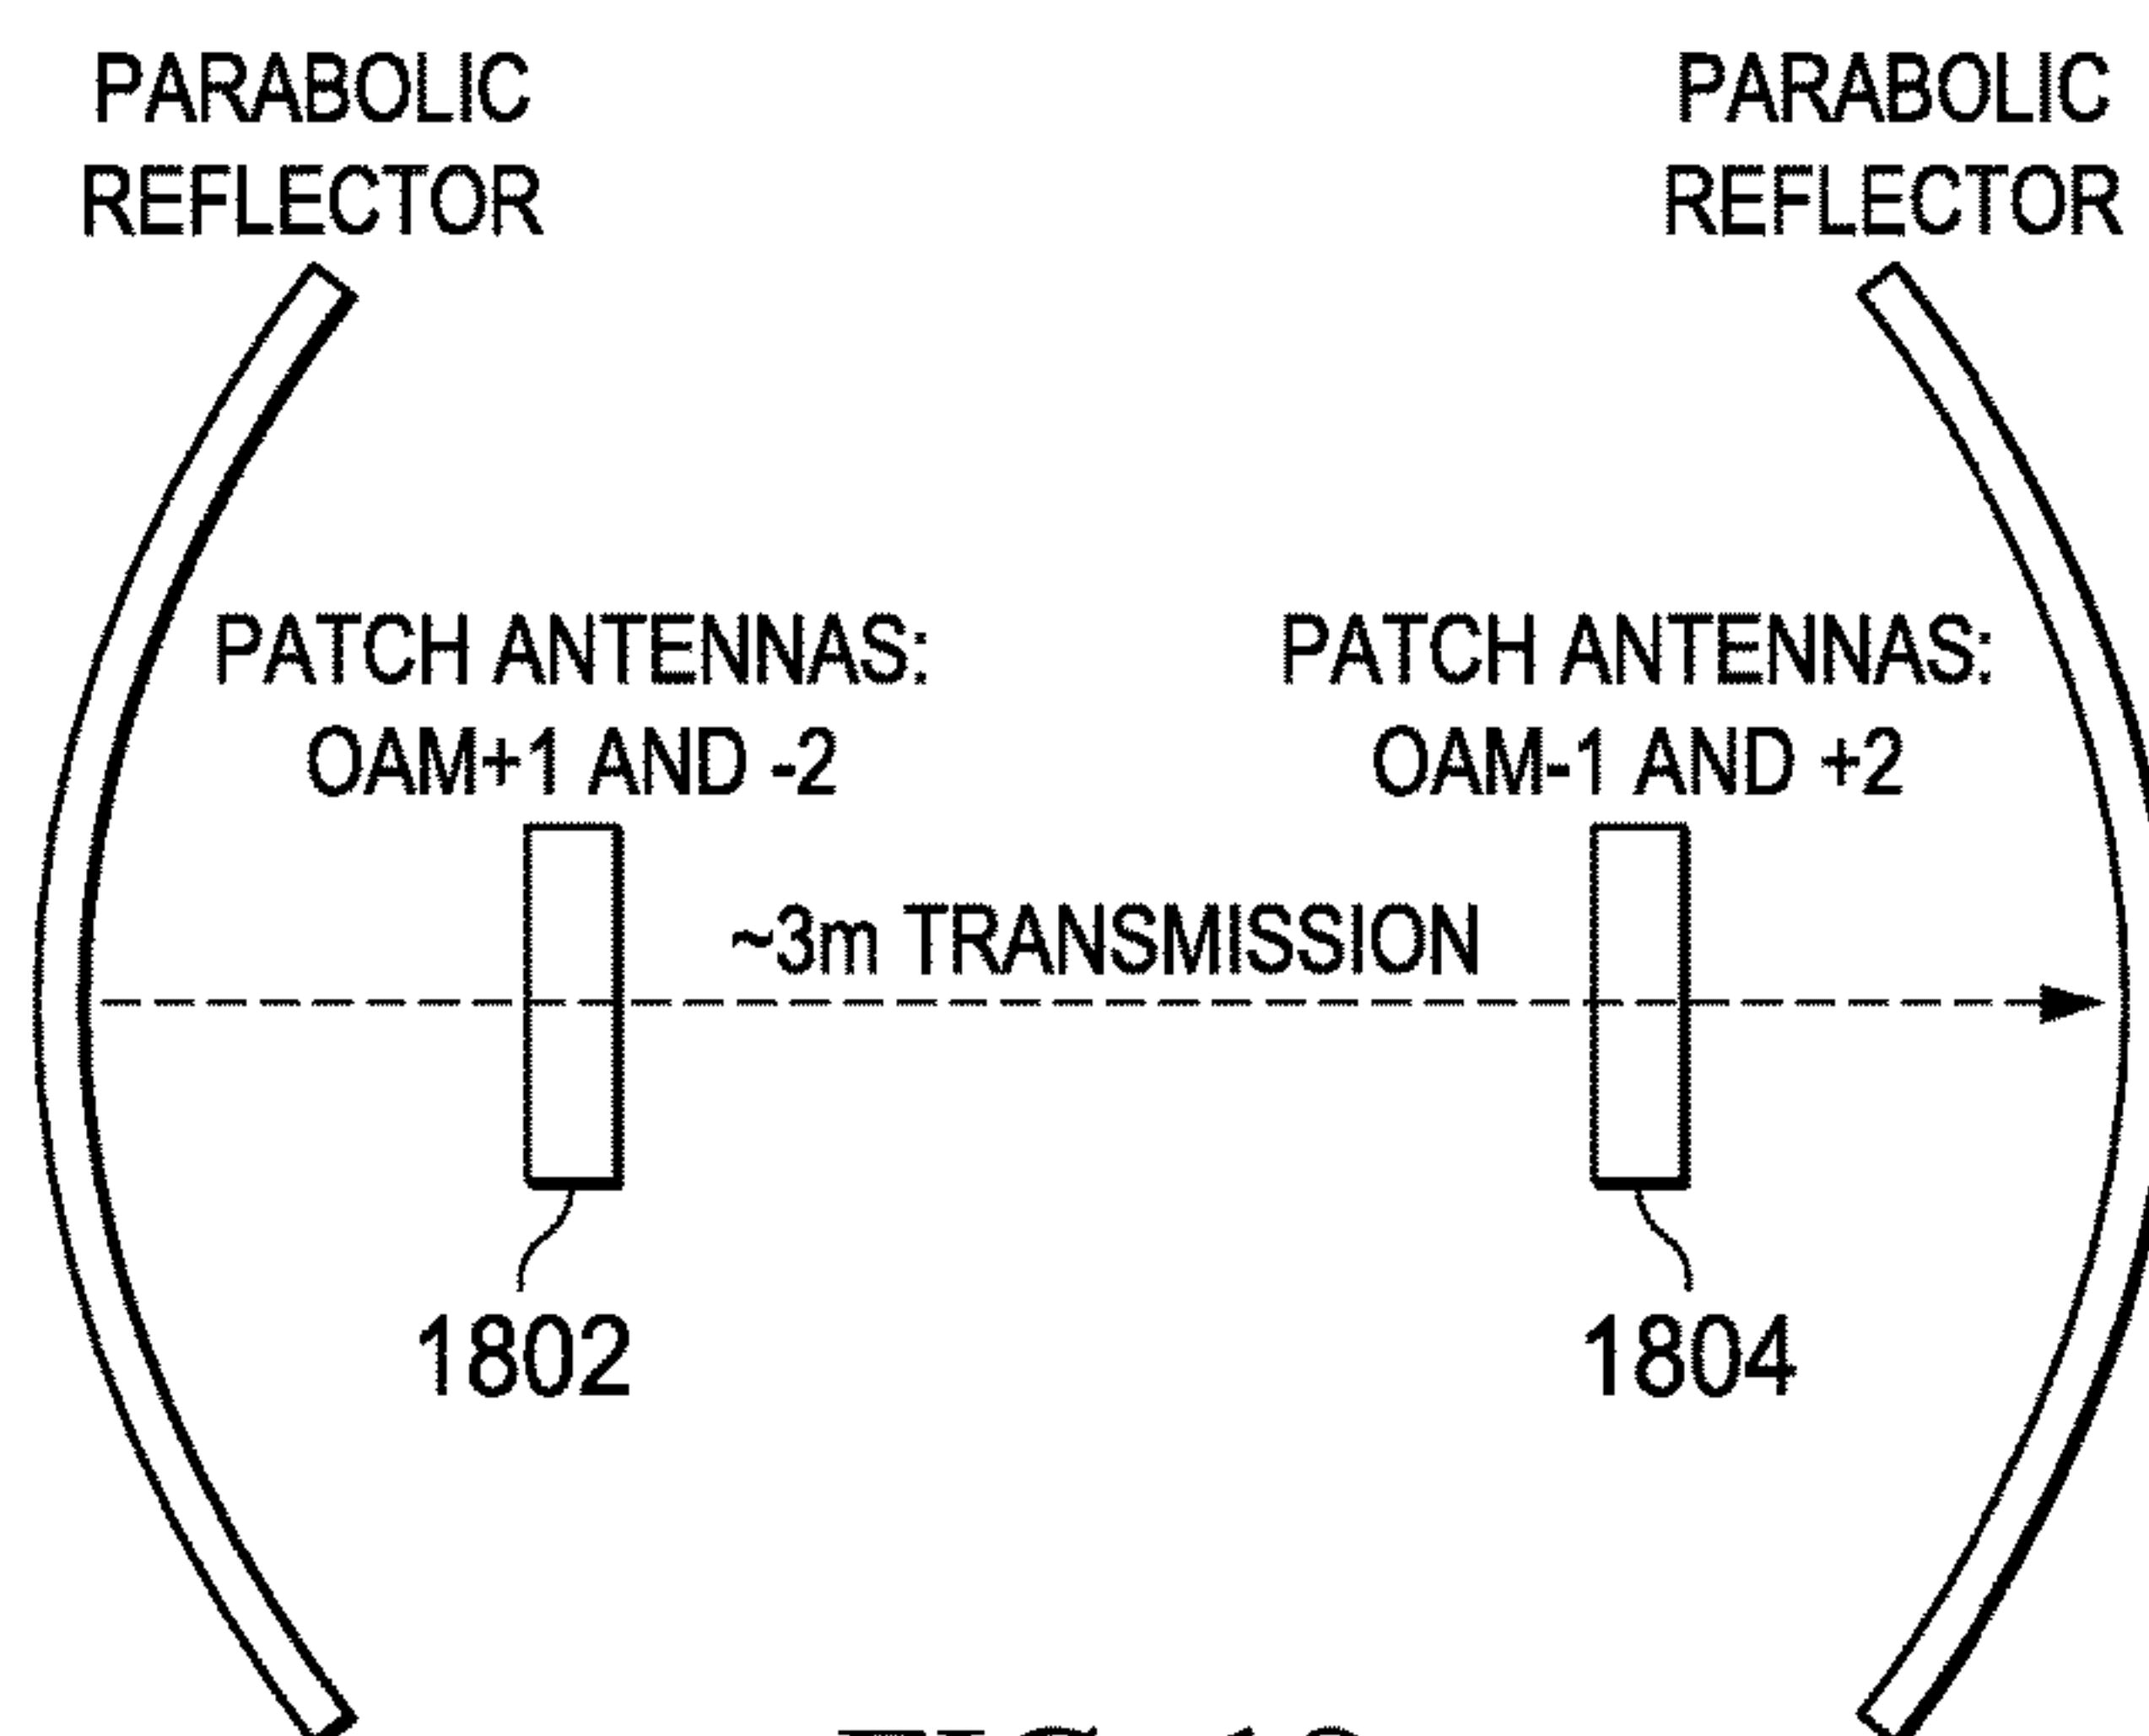 PARABOLIC
REFLECTOR
PARABOLIC
REFLECTOR
PATCH ANTENNAS:
OAM+1 AND -2
PATCH ANTENNAS:
OAM-1 AND +2
~3m TRANSMISSION
1802
1804